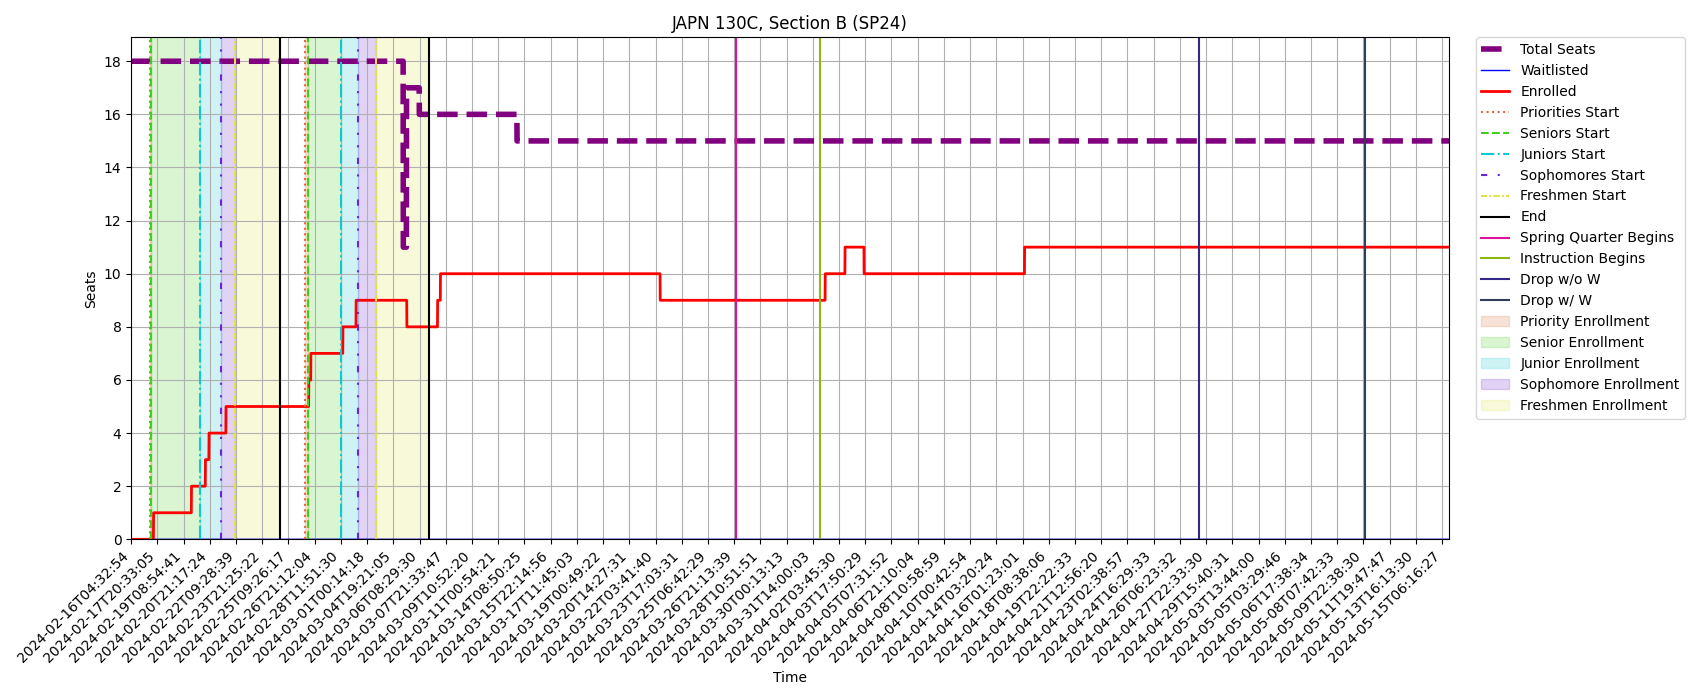 JAPN 130C, Section B (SP24)
Seats
18
16
14
12
10
8
6
4
2
0
2024-02-16T04:32:54
2024-02-17T20:33:05
2024-02-19T08:54:41
2024-02-20T21:17:24
2024-02-22T09:28:39
2024-02-23T21:25:22
2024-02-25T09:26:17
2024-02-26T21:12:04
2024-02-28T11:51:30
2024-03-01T00:14:18
2024-03-04T19:21:05
2024-03-06T08:29:30
2024-03-07T21:33:47
2024-03-09T10:52:20
2024-03-11T00:54:21
2024-03-14T08:50:25
2024-03-15T22:14:56
2024-03-17T11:45:03
2024-03-19T00:49:22
2024-03-20T14:27:31
2024-03-22T03:41:40
2024-03-23T17:03:31
2024-03-25T06:42:29
2024-03-26T21:13:39
2024-03-28T10:51:51
2024-03-30T00:13:13
2024-03-31T14:00:03
2024-04-02T03:45:30
2024-04-03T17:50:29
2024-04-05T07:31:52
2024-04-06T21:10:04
2024-04-08T10:58:59
2024-04-10T00:42:54
2024-04-14T03:20:24
2024-04-16T01:23:01
2024-04-18T08:38:06
2024-04-19T22:22:33
2024-04-21T12:56:20
2024-04-23T02:38:57
2024-04-24T16:29:33
2024-04-26T06:23:32
2024-04-27T22:33:30
2024-04-29T15:40:31
2024-05-03T13:44:00
2024-05-05T03:29:46
2024-05-06T17:38:34
2024-05-08T07:42:33
2024-05-09T22:38:30
2024-05-11T19:47:47
2024-05-13T16:13:30
2024-05-15T06:16:27
Time
Total Seats
Waitlisted
Enrolled
Priorities Start
Seniors Start
Juniors Start
Sophomores Start
Freshmen Start
End
Spring Quarter Begins
Instruction Begins
Drop w/o W
Drop w/ W
Priority Enrollment
Senior Enrollment
Junior Enrollment
Sophomore Enrollment
Freshmen Enrollment